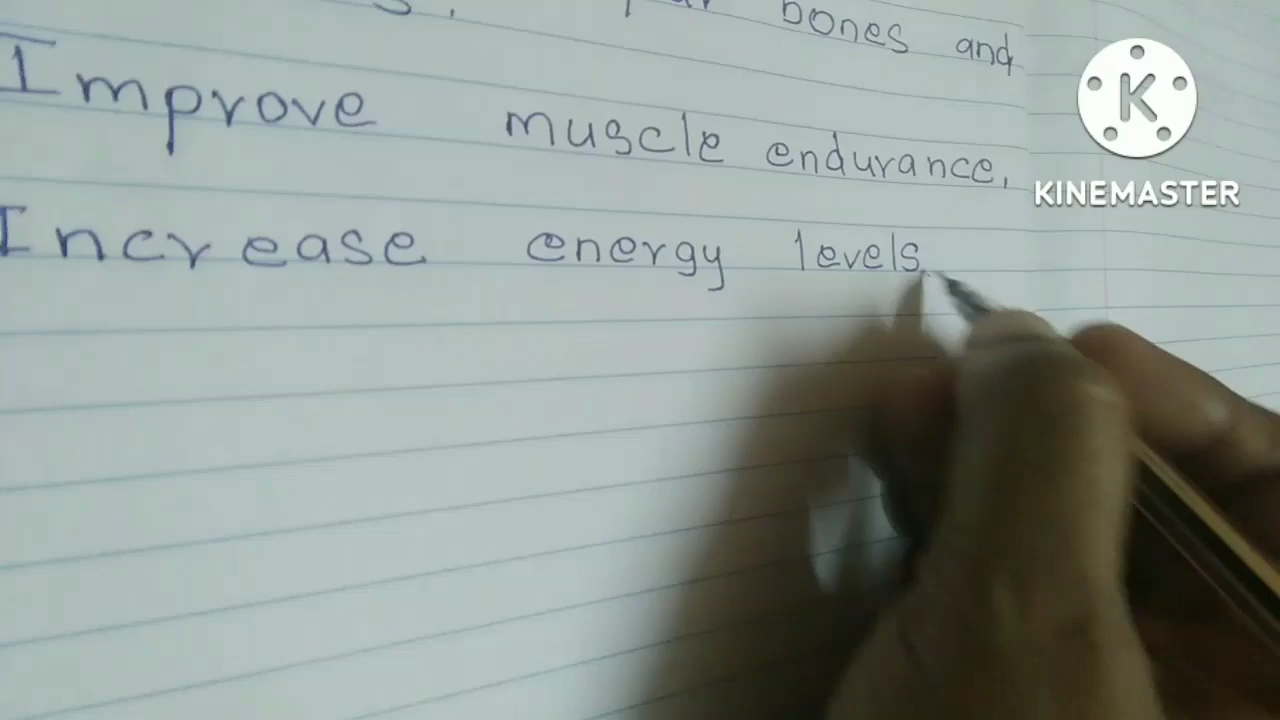 bones and
Improve muscle endurance,
Increase energy levels.
KINEMASTER